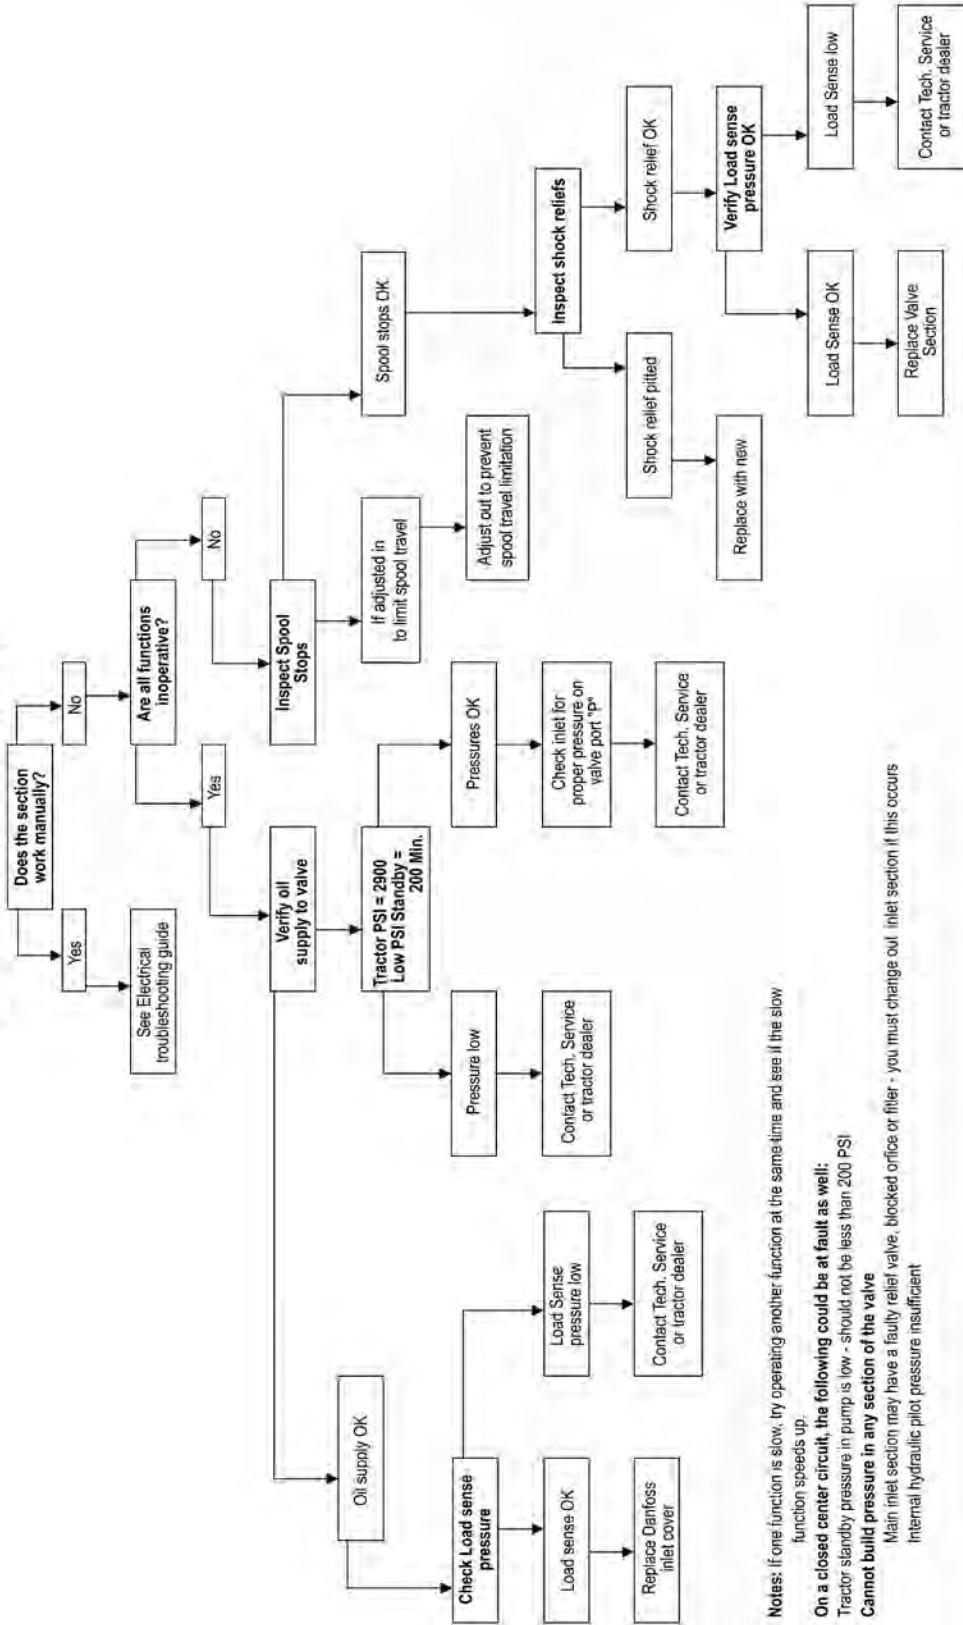 Does the section
work manually?
Yes
No
See Electrical
troubleshooting guide
Are all functions
inoperative?
Yes
No
Verify oil
supply to valve
Inspect Spool
Stops
Oil supply OK
Tractor PSI = 2900
Low PSI Standby =
200 Min.
If adjusted in
to limit spool travel
Spool stops OK
Check Load sense
pressure
Pressure low
Pressures OK
Adjust out to prevent
spool travel limitation
Inspect shock reliefs
Load sense OK
Load Sense
pressure low
Contact Tech. Service
or tractor dealer
Check inlet for
proper pressure on
valve port "P"
Shock relief pitted
Shock relief OK
Replace Danfoss
inlet cover
Contact Tech. Service
or tractor dealer
Contact Tech. Service
or tractor dealer
Replace with new
Verify Load sense
pressure OK
Load Sense OK
Load Sense low
Replace Valve
Section
Contact Tech. Service
or tractor dealer
Notes: If one function is slow, try operating another function at the same time and see if the slow
function speeds up.
On a closed center circuit, the following could be at fault as well:
Tractor standby pressure in pump is low - should not be less than 200 PSI
Cannot build pressure in any section of the valve
Main inlet section may have a faulty relief valve, blocked orfice or fitler - you must change out inlet section if this occurs
Internal hydraulic pilot pressure insufficient